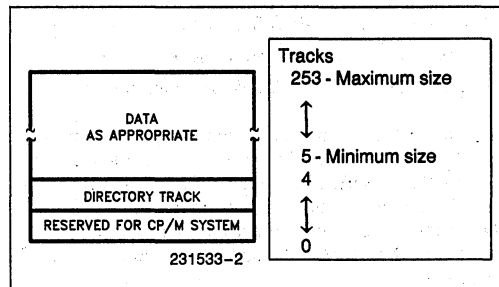 DATA
AS APPROPRIATE
DIRECTORY TRACK
RESERVED FOR CP/M SYSTEM
231533-2
Tracks
253 - Maximum size
5 - Minimum size
4
0